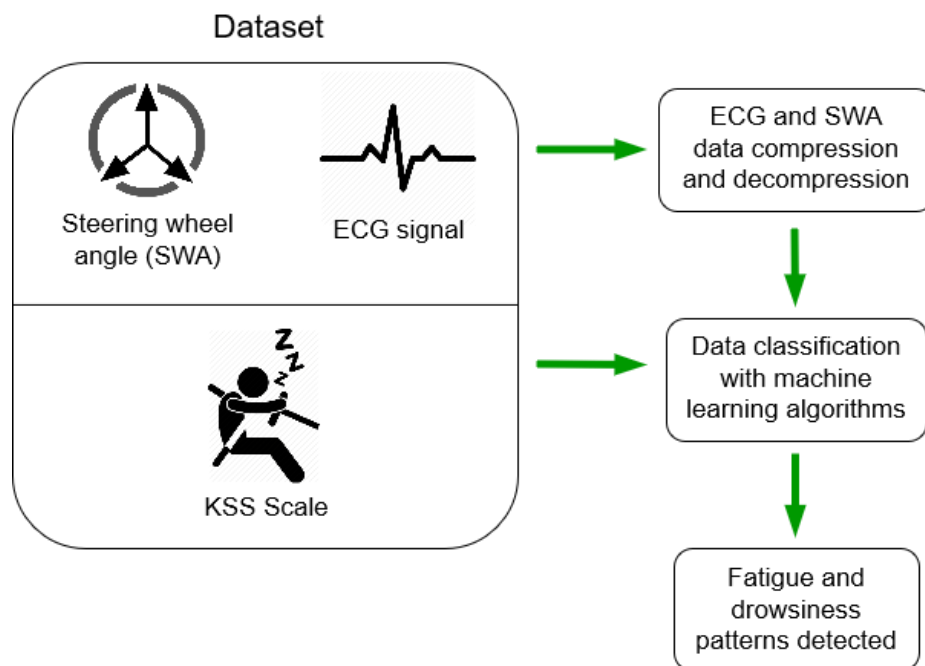 Dataset
Steering wheel
angle (SWA)
ECG signal
ECG and SWA
data compression
and decompression
Z
Z
z
KSS Scale
Data classification
with machine
learning algorithms
Fatigue and
drowsiness
patterns detected